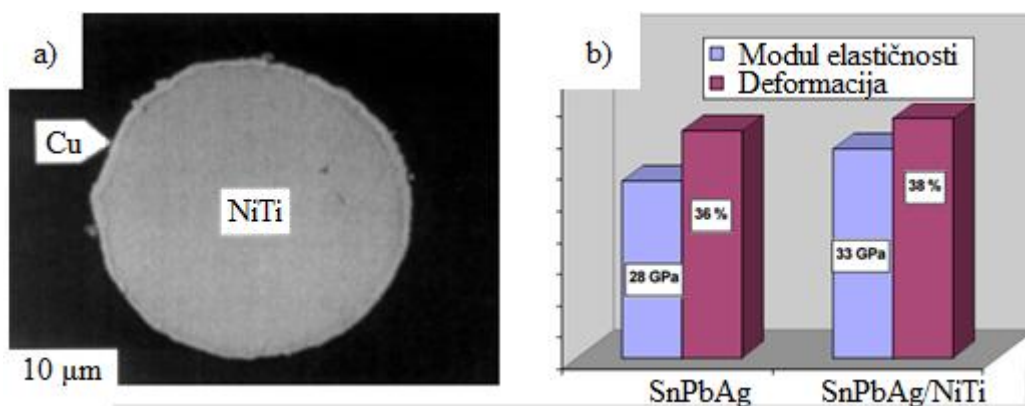 a)
Cu
NiTi
10 µm
b)
Modul elastičnosti
Deformacija
28 GPa
36 %
33 GPa
38 %
SnPbAg
SnPbAg/NiTi